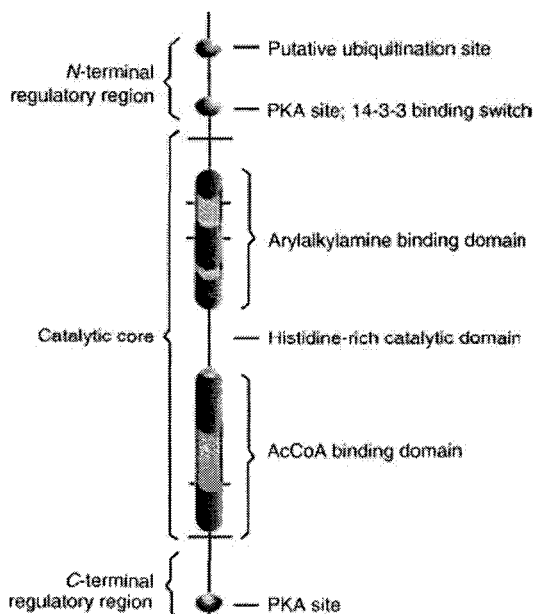 Putative ubiquitination site
N-terminal
regulatory region
PKA site; 14-3-3 binding switch
Arylalkylamine binding domain
Catalytic core
Histidine-rich catalytic domain
AcCoA binding domain
C-terminal
regulatory region
PKA site